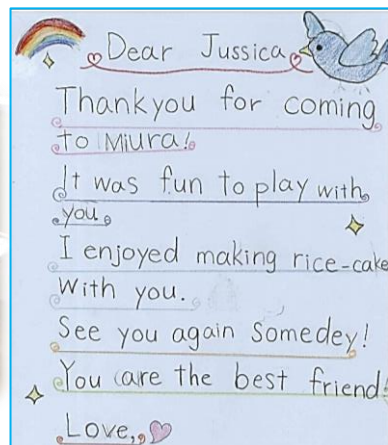 Dear Jussica
Thankyou for coming
to Miura!
It was fun to play with
you.
I enjoyed making rice-cake
With you.
See you again somedey!
You are the best friend!
Love,